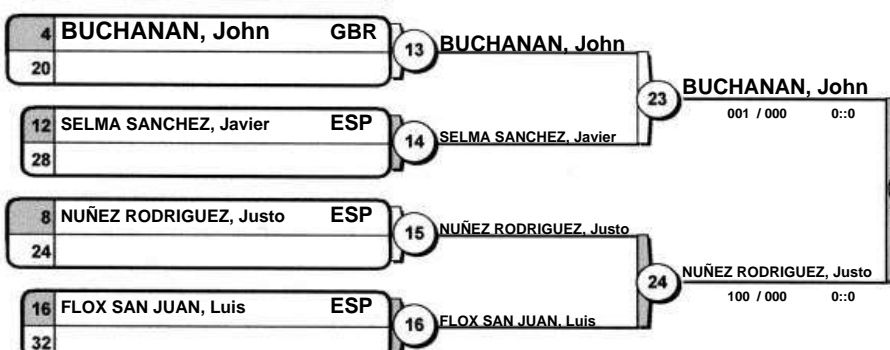 4 BUCHANAN, John GBR
20
13 BUCHANAN, John
12 SELMA SANCHEZ, Javier ESP
28
14 SELMA SANCHEZ, Javier
23 BUCHANAN, John
001 / 000 0::0
8 NUÑEZ RODRIGUEZ, Justo ESP
24
15 NUÑEZ RODRIGUEZ, Justo
16 FLOX SAN JUAN, Luis ESP
32
16 FLOX SAN JUAN, Luis
24 NUÑEZ RODRIGUEZ, Justo
100 / 000 0::0